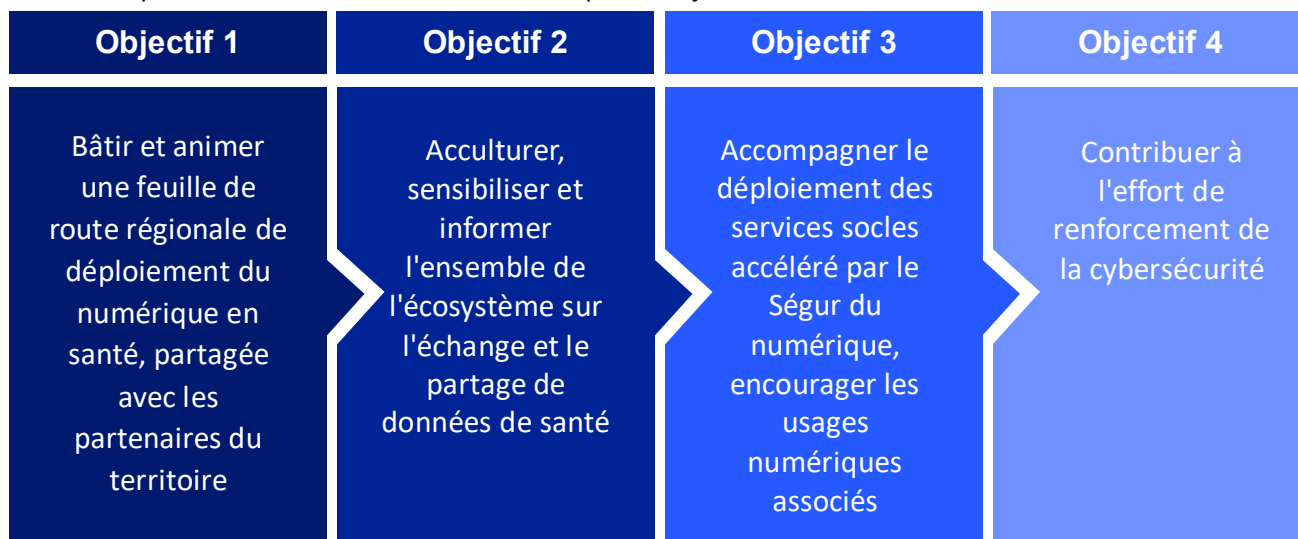 Objectif 1
Objectif 2
Objectif 3
Objectif 4
Bâtir et animer
une feuille de
route régionale de
déploiement du
numérique en
santé, partagée
avec les
partenaires du
territoire
Acculturer,
sensibiliser et
informer
l'ensemble de
l'écosystème sur
l'échange et le
partage de
données de santé
Accompagner le
déploiement des
services socles
accéléré par le
Ségur du
numérique,
encourager les
usages
numériques
associés
Contribuer à
l'effort de
renforcement de
la cybersécurité